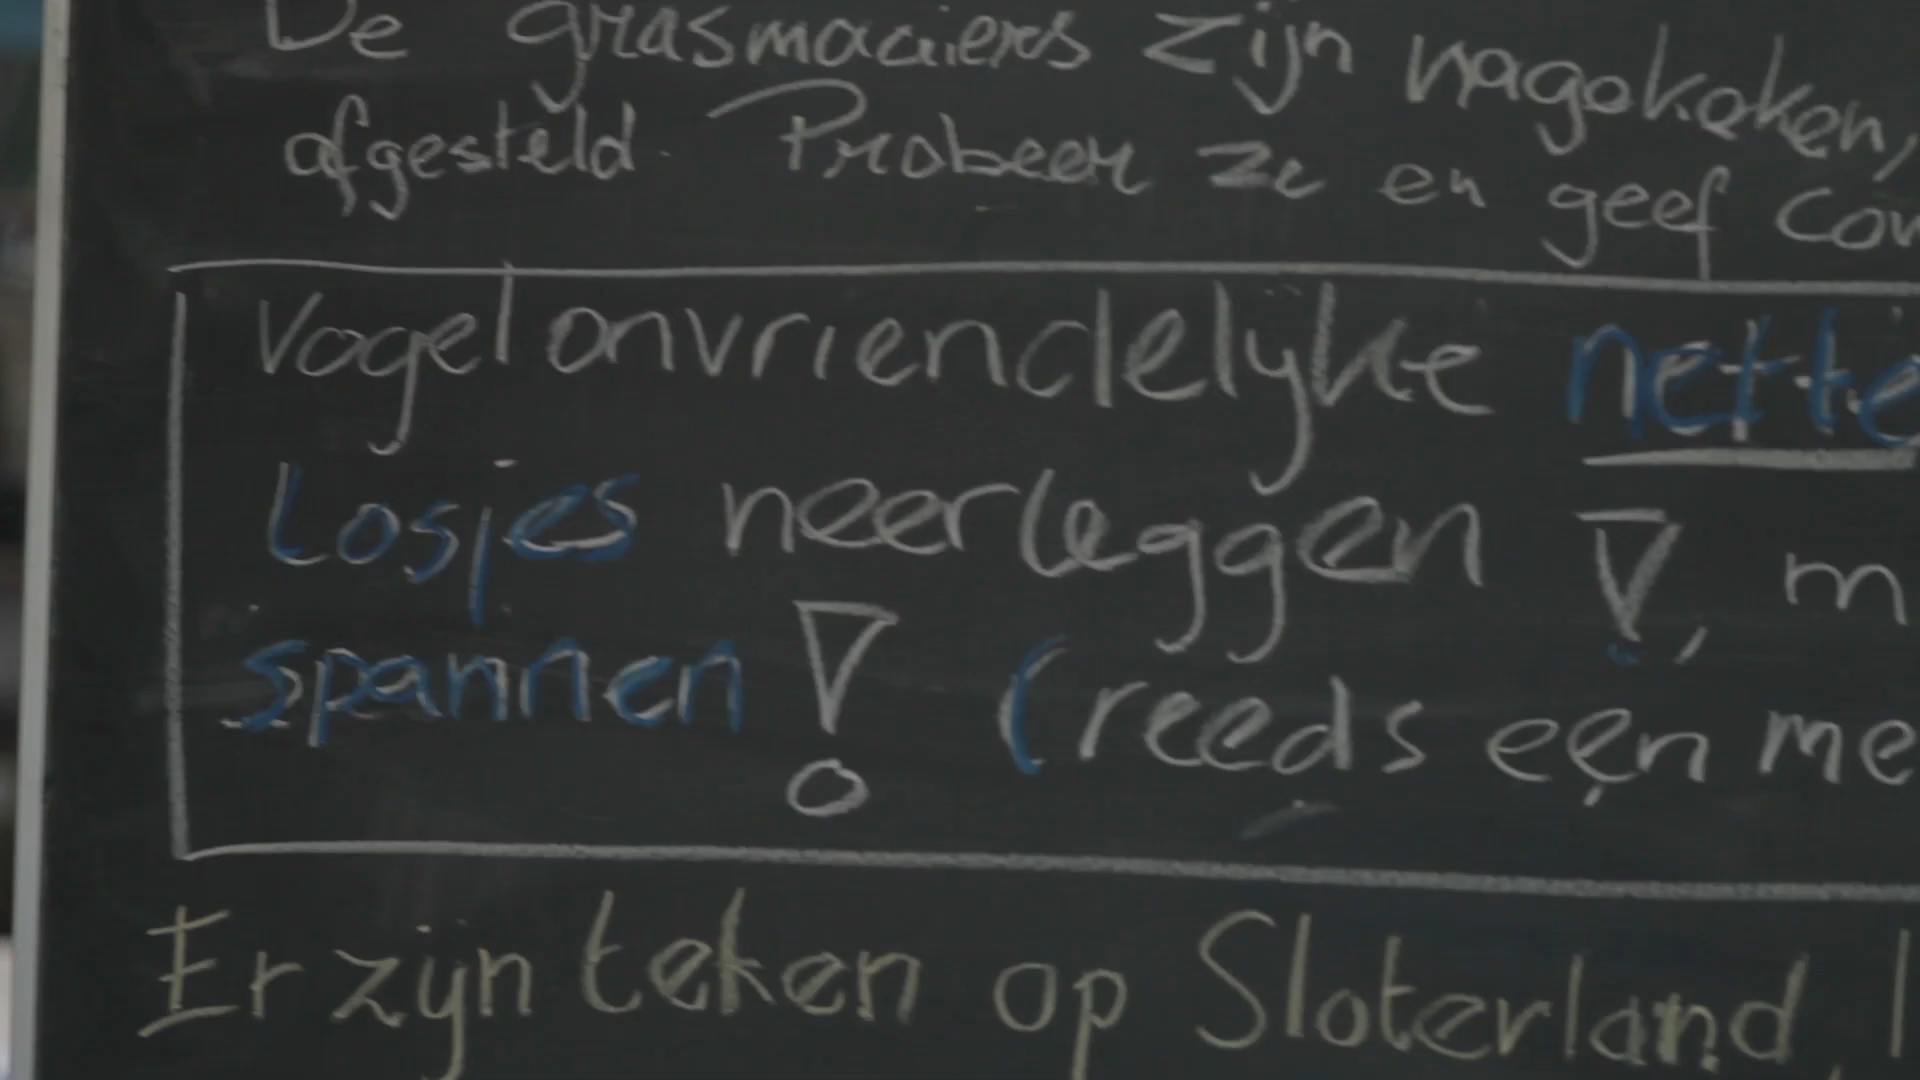 De grasmaaiers zijn nagekeken,
afgesteld. Probeer ze en geef
Vogelonvriendelijke nette
Losjes neerleggen!, m
spannen! (reeds een me
Er zijn teken op Sloterland,